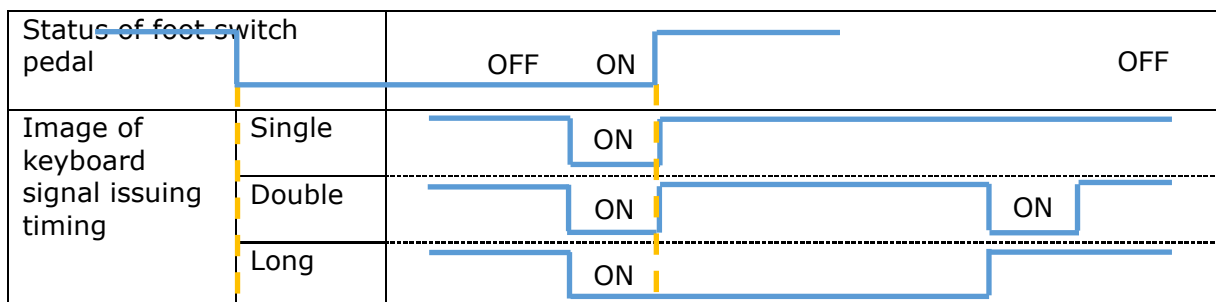 Status of foot switch
pedal
OFF ON OFF
Image of
keyboard
signal issuing
timing
Single ON
Double ON ON
Long ON